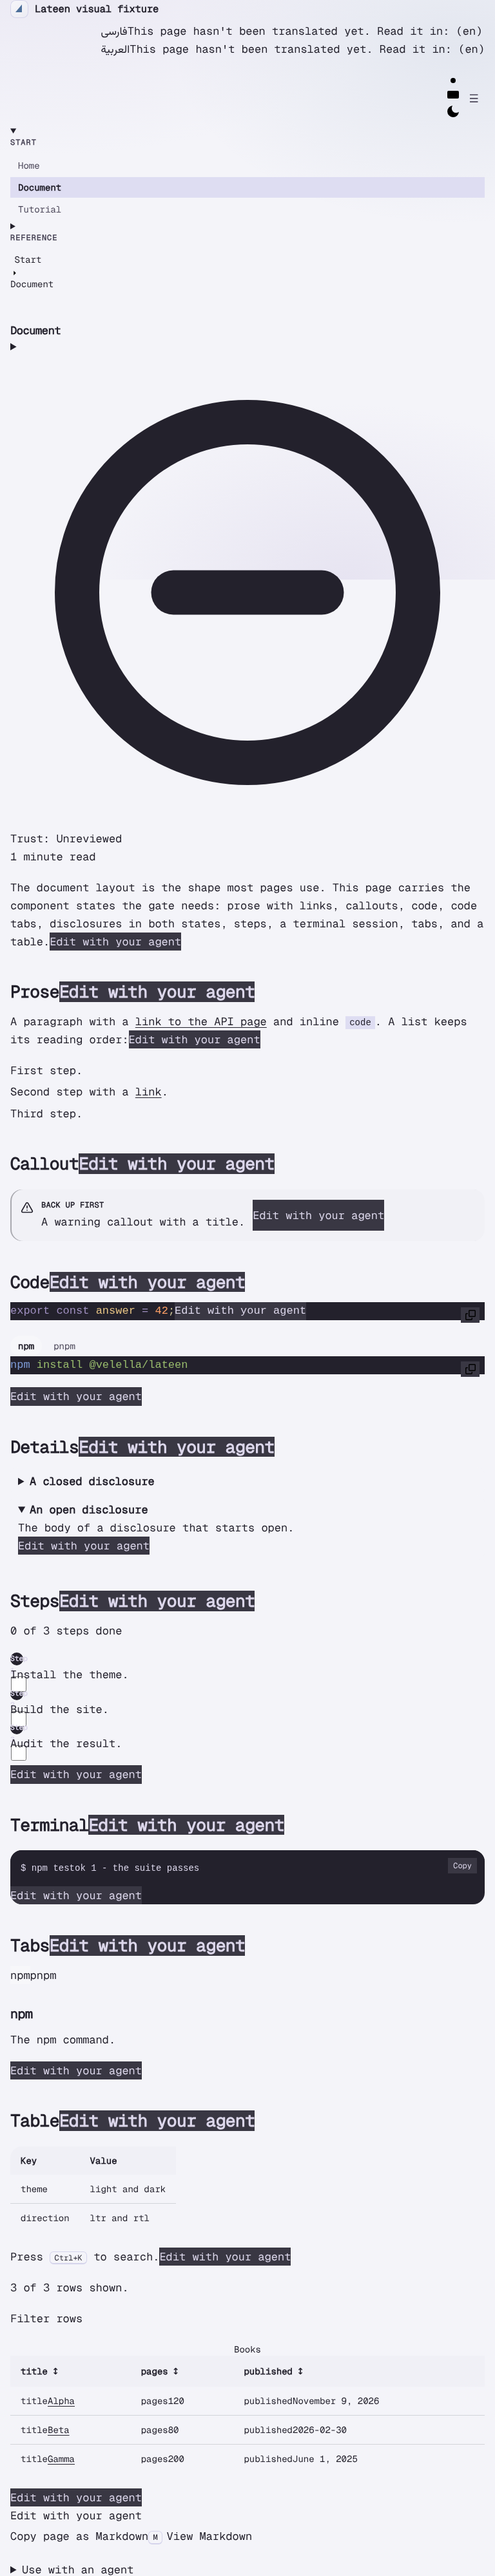 Lateen visual fixture
فارسیThis page hasn't been translated yet. Read it in: (en)
العربيةThis page hasn't been translated yet. Read it in: (en)
START
Home
Document
Tutorial
REFERENCE
Start
Document
Document
Trust: Unreviewed
1 minute read
The document layout is the shape most pages use. This page carries the
component states the gate needs: prose with links, callouts, code, code
tabs, disclosures in both states, steps, a terminal session, tabs, and a
table.Edit with your agent
ProseEdit with your agent
A paragraph with a link to the API page and inline code. A list keeps
its reading order:Edit with your agent
First step.
Second step with a link.
Third step.
CalloutEdit with your agent
BACK UP FIRST
A warning callout with a title. Edit with your agent
CodeEdit with your agent
export const answer = 42;Edit with your agent
npm pnpm
npm install @velella/lateen
Edit with your agent
DetailsEdit with your agent
A closed disclosure
An open disclosure
The body of a disclosure that starts open.
Edit with your agent
StepsEdit with your agent
0 of 3 steps done
Install the theme.
Build the site.
Audit the result.
Edit with your agent
TerminalEdit with your agent
$ npm testok 1 - the suite passes
Copy
Edit with your agent
TabsEdit with your agent
npmpnpm
npm
The npm command.
Edit with your agent
TableEdit with your agent
Key Value
theme light and dark
direction ltr and rtl
Press Ctrl+K to search.Edit with your agent
3 of 3 rows shown.
Filter rows
Books
title ↕ pages ↕ published ↕
titleAlpha pages120 publishedNovember 9, 2026
titleBeta pages80 published2026-02-30
titleGamma pages200 publishedJune 1, 2025
Edit with your agent
Edit with your agent
Copy page as Markdown M View Markdown
Use with an agent